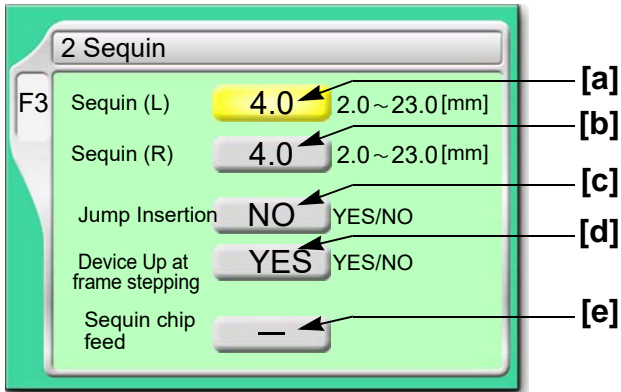 2 Sequin
F3
Sequin (L) 4.0 2.0～23.0[mm] [a]
Sequin (R) 4.0 2.0～23.0[mm] [b]
Jump Insertion NO YES/NO [c]
Device Up at
frame stepping YES YES/NO [d]
Sequin chip
feed — [e]